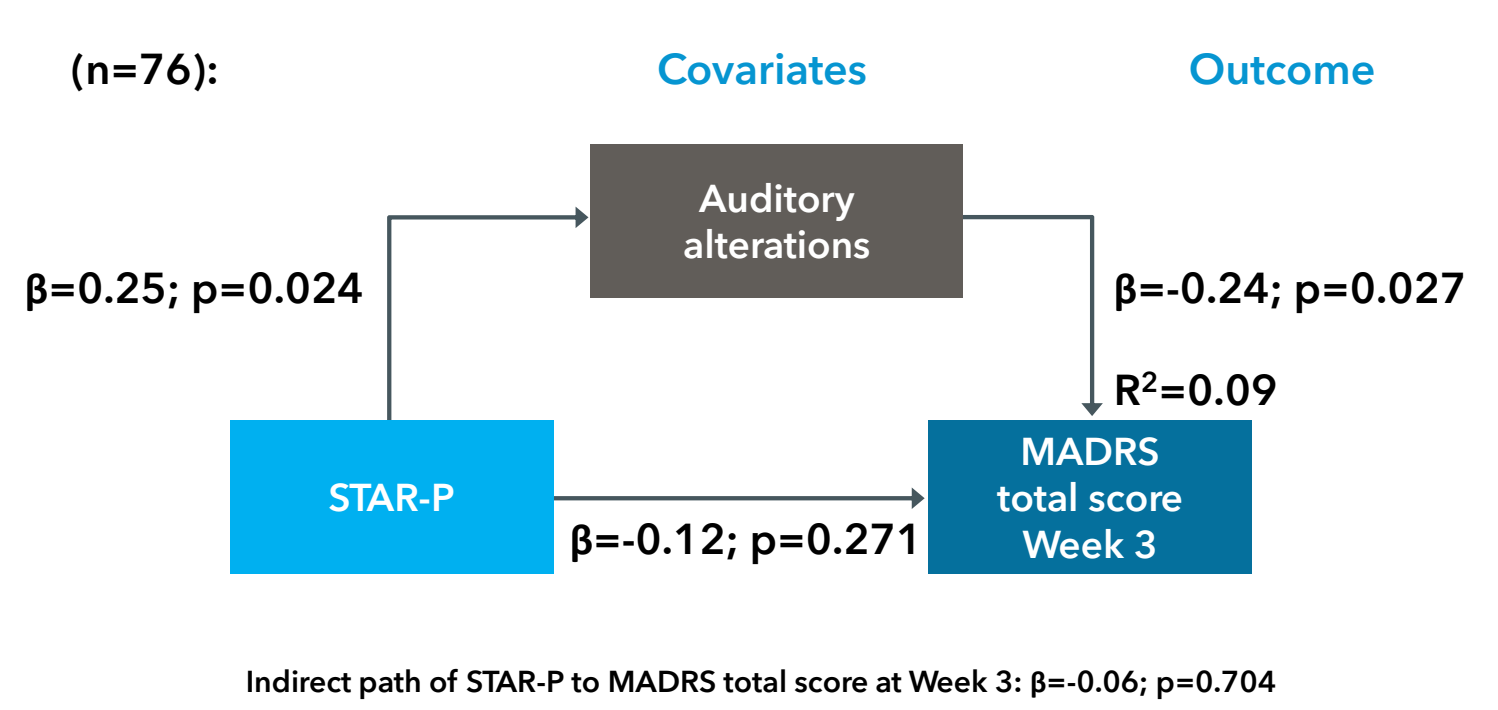 (n=76):
Covariates
Outcome
Auditory
alterations
β=0.25; p=0.024
β=-0.24; p=0.027
R²=0.09
STAR-P
MADRS
total score
Week 3
β=-0.12; p=0.271
Indirect path of STAR-P to MADRS total score at Week 3: β=-0.06; p=0.704